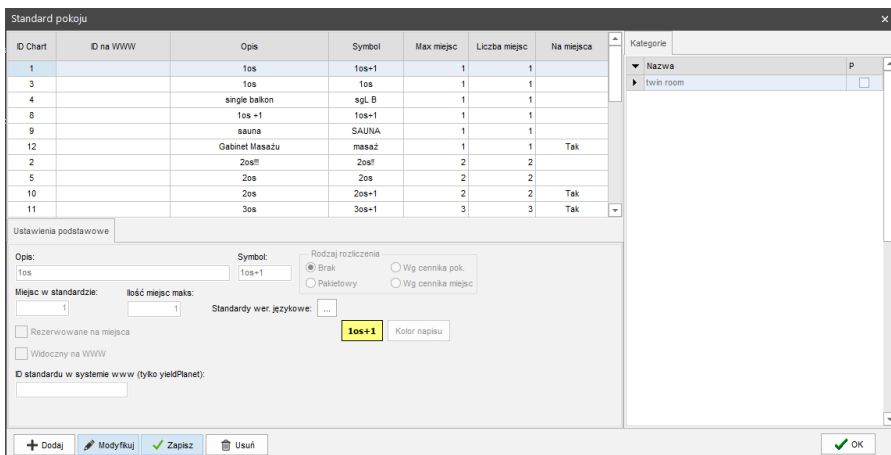 Standard pokoju
ID Chart ID na WWW Opis Symbol Max miejsc Liczba miejsc Na miejsca
1 1os 1os+1 1 1
3 1os 1os 1 1
4 single balkon sgL B 1 1
8 1os +1 1os+1 1 1
9 sauna SAUNA 1 1
12 Gabinet Masażu masaż 1 1 Tak
2 2os!!! 2os!! 2 2
5 2os 2os 2 2
10 2os 2os+1 2 2 Tak
11 3os 3os+1 3 3 Tak
Kategorie
Nazwa P
twin room
Ustawienia podstawowe
Opis: Symbol: Rodzaj rozliczenia
1os 1os+1 Brak Wg cennika pok.
Pakietowy Wg cennika miejsc
Miejsc w standardzie: Ilość miejsc maks:
1 1 Standardy wer. językowe: ...
Rezerwowane na miejsca 1os+1 Kolor napisu
Widoczny na WWW
ID standardu w systemie www (tylko yieldPlanet):
Dodaj Modyfikuj Zapisz Usuń OK